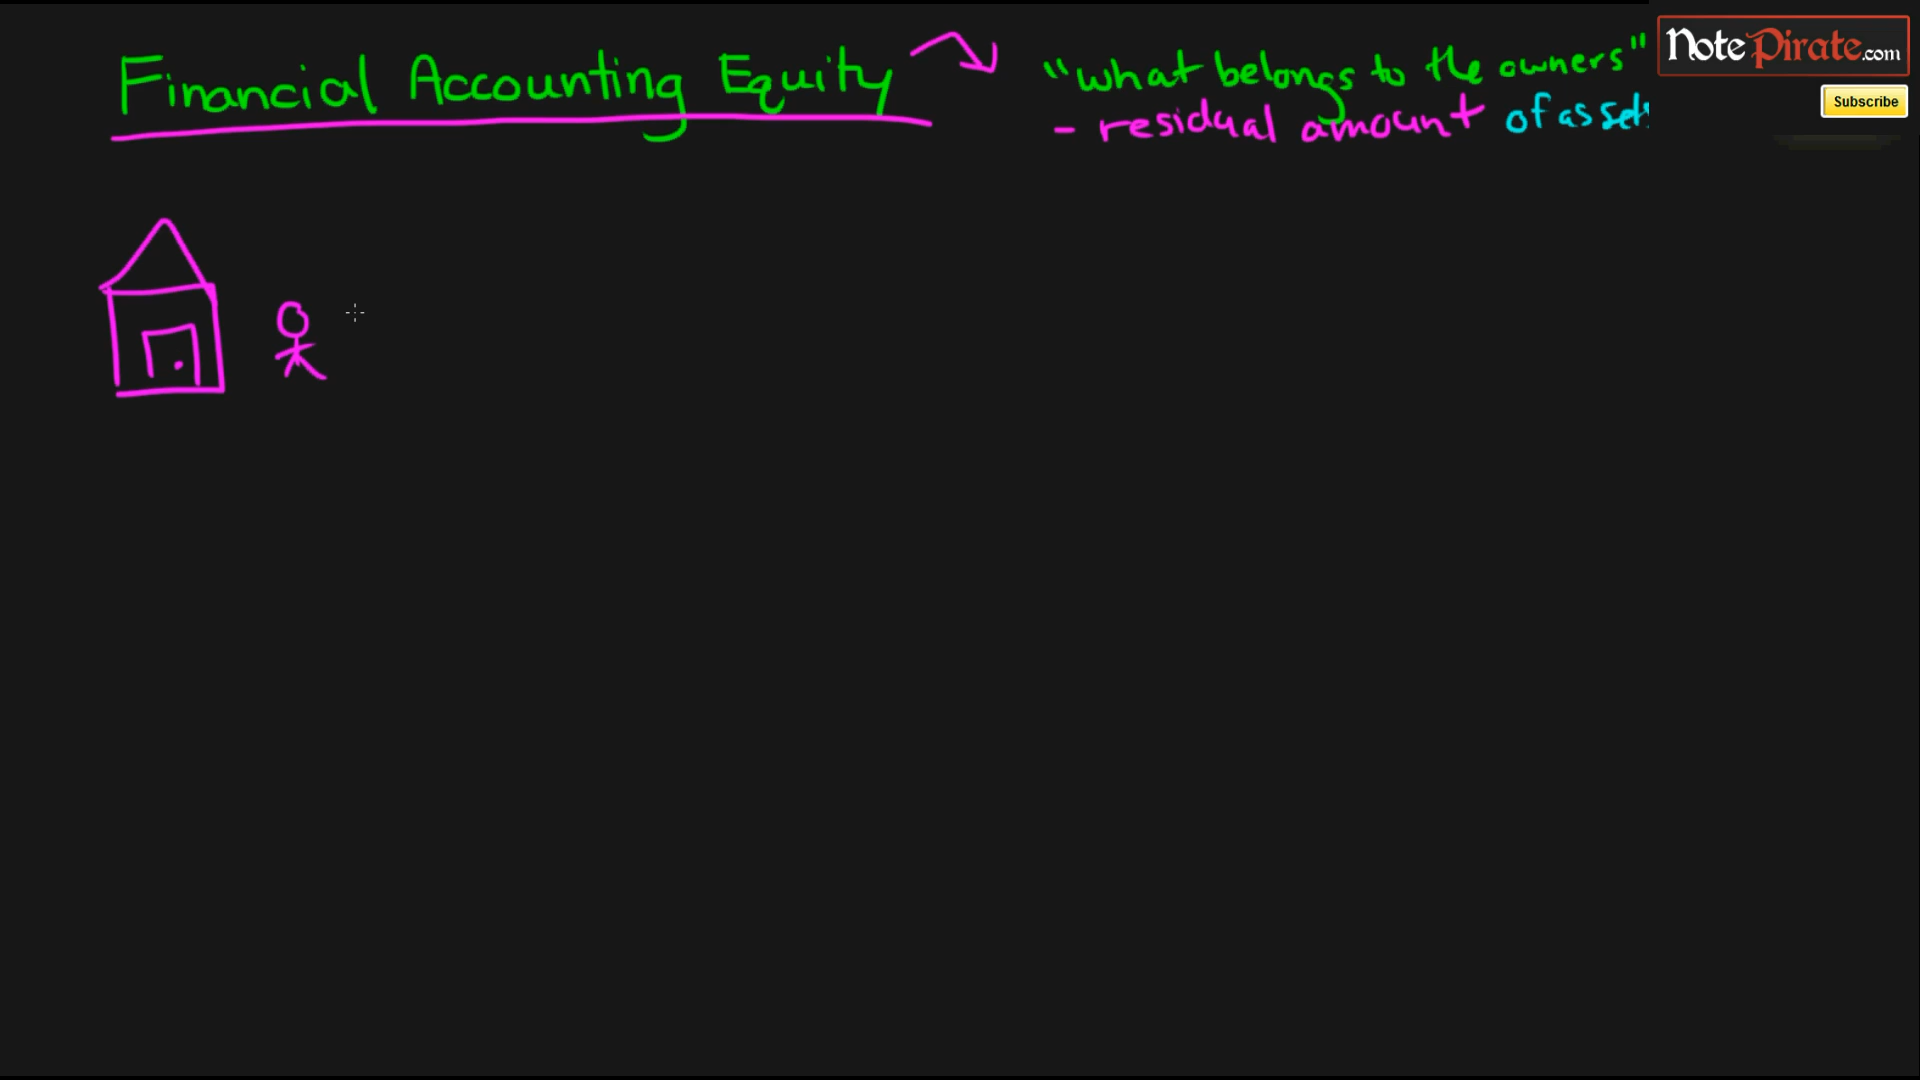 Financial Accounting Equity
"what belongs to the owners"
- residual amount of assets
NotePirate.com
Subscribe